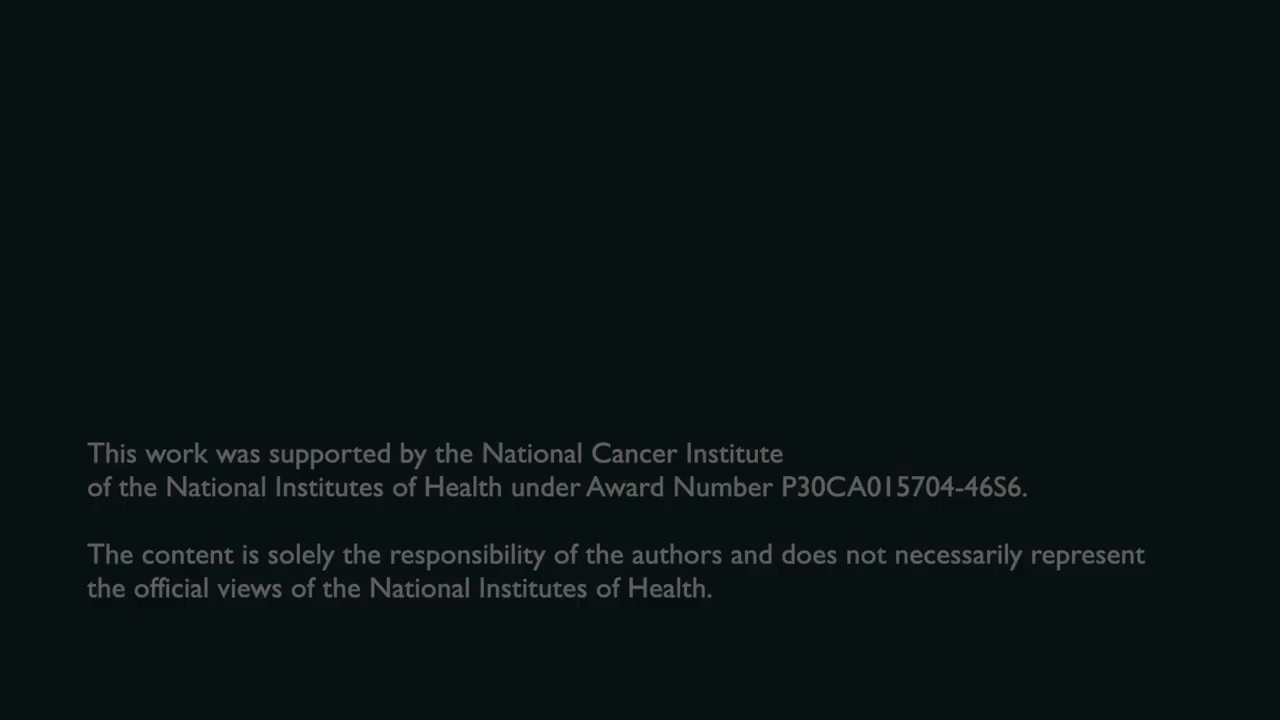 This work was supported by the National Cancer Institute
of the National Institutes of Health under Award Number P30CA015704-46S6.
The content is solely the responsibility of the authors and does not necessarily represent
the official views of the National Institutes of Health.